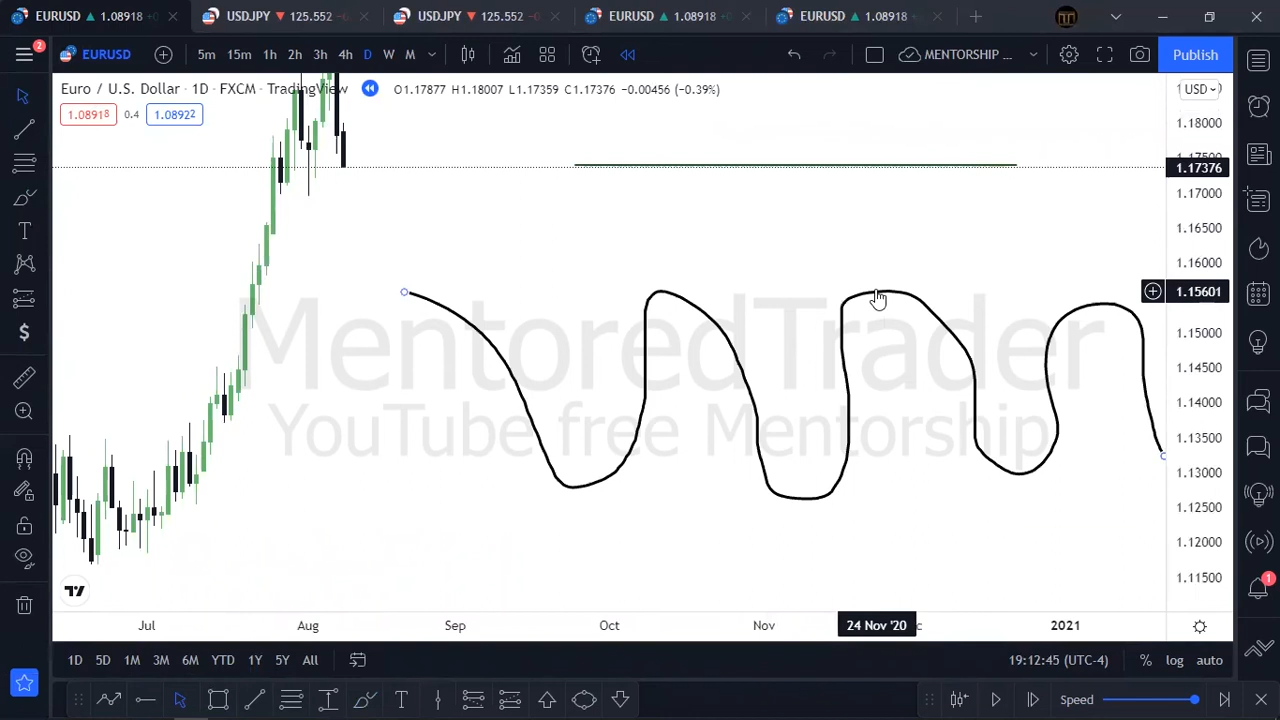 EURUSD ▲ 1.08918
USDJPY ▼ 125.552
USDJPY ▼ 125.552
EURUSD ▲ 1.08918
EURUSD ▲ 1.08918
2
EURUSD
5m 15m 1h 2h 3h 4h D W M
MENTORSHIP ...
Publish
Euro / U.S. Dollar · 1D · FXCM · TradingView
O1.17877 H1.18007 L1.17359 C1.17376 −0.00456 (−0.39%)
USD
1.08918 0.4 1.08922
1.18000
1.17376
1.17000
1.16500
1.16000
1.15601
1.15000
1.14500
1.14000
1.13500
1.13000
1.12500
1.12000
1.11500
MentoredTrader
YouTube free Mentorship
Jul Aug Sep Oct Nov 24 Nov '20 2021
1D 5D 1M 3M 6M YTD 1Y 5Y All
19:12:45 (UTC-4) % log auto
1
Speed